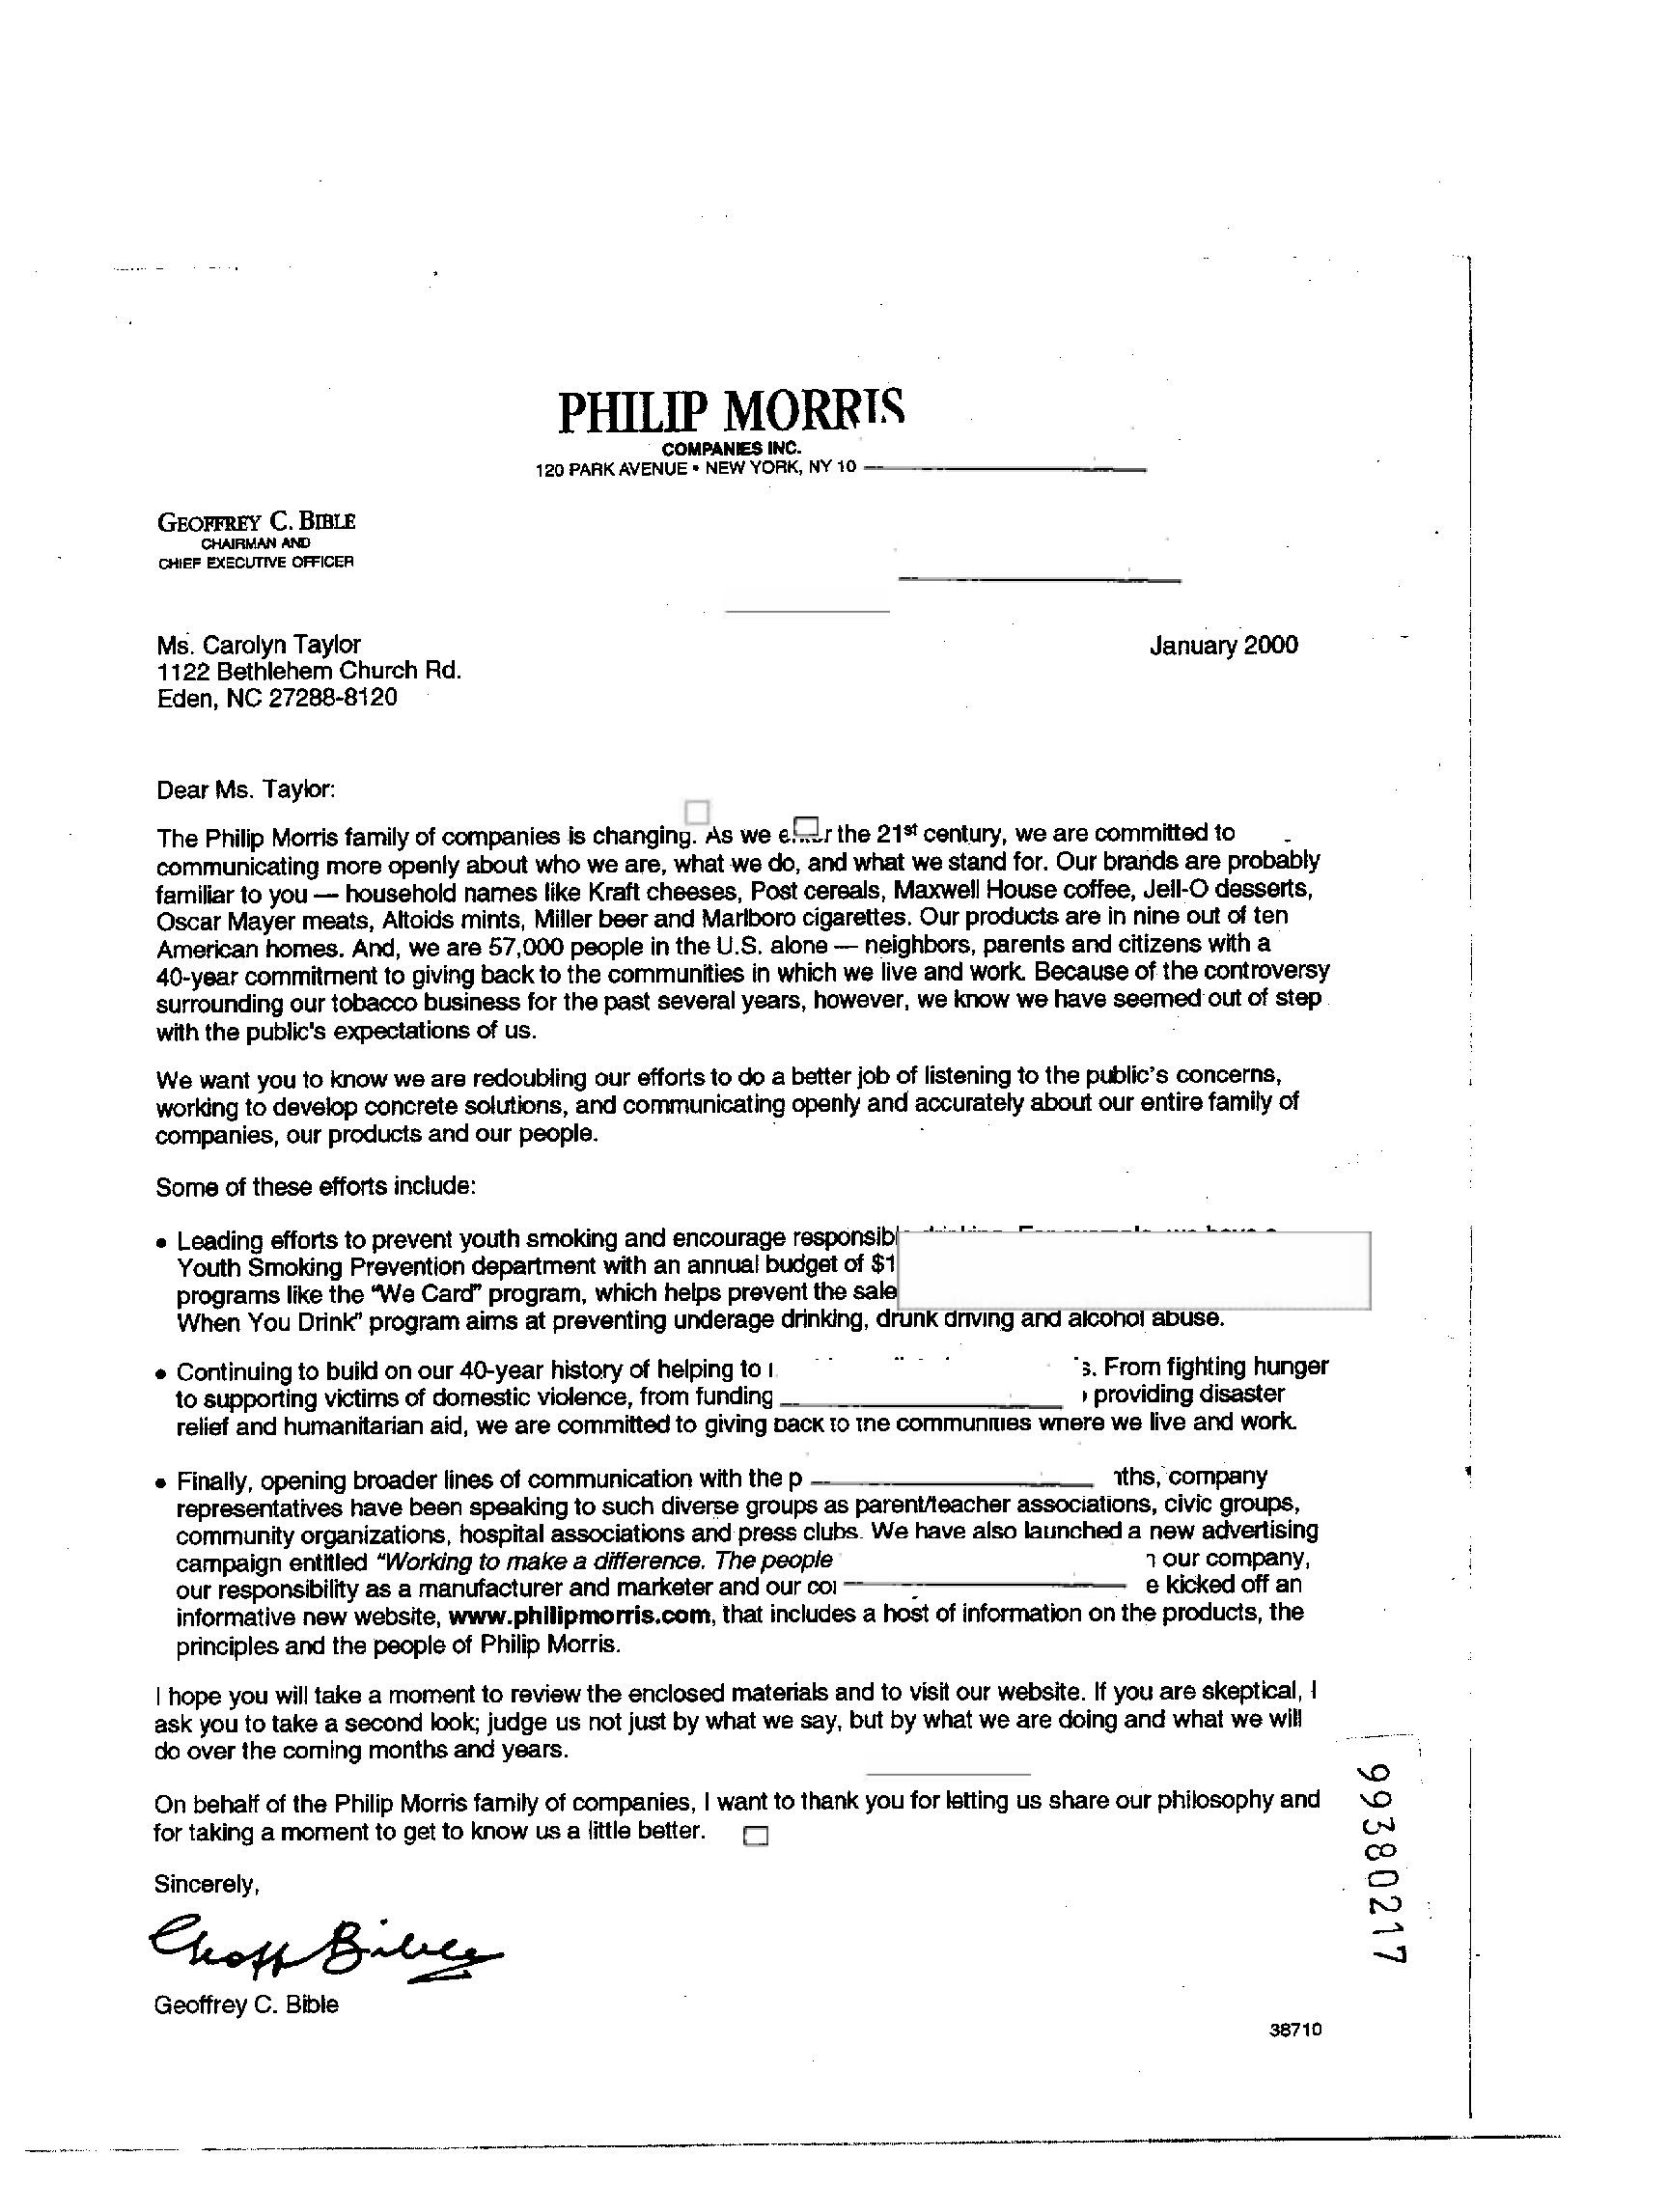 PHILIP MORRIS
COMPANIES INC.
120 PARK AVENUE • NEW YORK, NY 10
GEOFFREY C. BIBLE
CHAIRMAN AND
CHIEF EXECUTIVE OFFICER
Ms. Carolyn Taylor January 2000
1122 Bethlehem Church Rd.
Eden, NC 27288-8120
Dear Ms. Taylor:
The Philip Morris family of companies is changing. As we the 21st century, we are committed to
communicating more openly about who we are, what we do, and what we stand for. Our brands are probably
familiar to you — household names like Kraft cheeses, Post cereals, Maxwell House coffee, Jell-O desserts,
Oscar Mayer meats, Altoids mints, Miller beer and Marlboro cigarettes. Our products are in nine out of ten
American homes. And, we are 57,000 people in the U.S. alone — neighbors, parents and citizens with a
40-year commitment to giving back to the communities in which we live and work. Because of the controversy
surrounding our tobacco business for the past several years, however, we know we have seemed out of step
with the public's expectations of us.
We want you to know we are redoubling our efforts to do a better job of listening to the public's concerns,
working to develop concrete solutions, and communicating openly and accurately about our entire family of
companies, our products and our people.
Some of these efforts include:
• Leading efforts to prevent youth smoking and encourage
Youth Smoking Prevention department with an annual budget of $1
programs like the "We Card" program, which helps prevent the sale
When You Drink" program aims at preventing underage drinking, drunk driving and alcohol abuse.
• Continuing to build on our 40-year history of helping to From fighting hunger
to supporting victims of domestic violence, from funding providing disaster
relief and humanitarian aid, we are committed to giving back to the communities where we live and work.
• Finally, opening broader lines of communication with the company
representatives have been speaking to such diverse groups as parent/teacher associations, civic groups,
community organizations, hospital associations and press clubs. We have also launched a new advertising
campaign entitled "Working to make a difference. The people our company,
our responsibility as a manufacturer and marketer and our kicked off an
informative new website, www.philipmorris.com, that includes a host of information on the products, the
principles and the people of Philip Morris.
I hope you will take a moment to review the enclosed materials and to visit our website. If you are skeptical, I
ask you to take a second look; judge us not just by what we say, but by what we are doing and what we will
do over the coming months and years.
On behalf of the Philip Morris family of companies, I want to thank you for letting us share our philosophy and
for taking a moment to get to know us a little better.
Sincerely,
Geoff Bible
Geoffrey C. Bible
38710
99380217